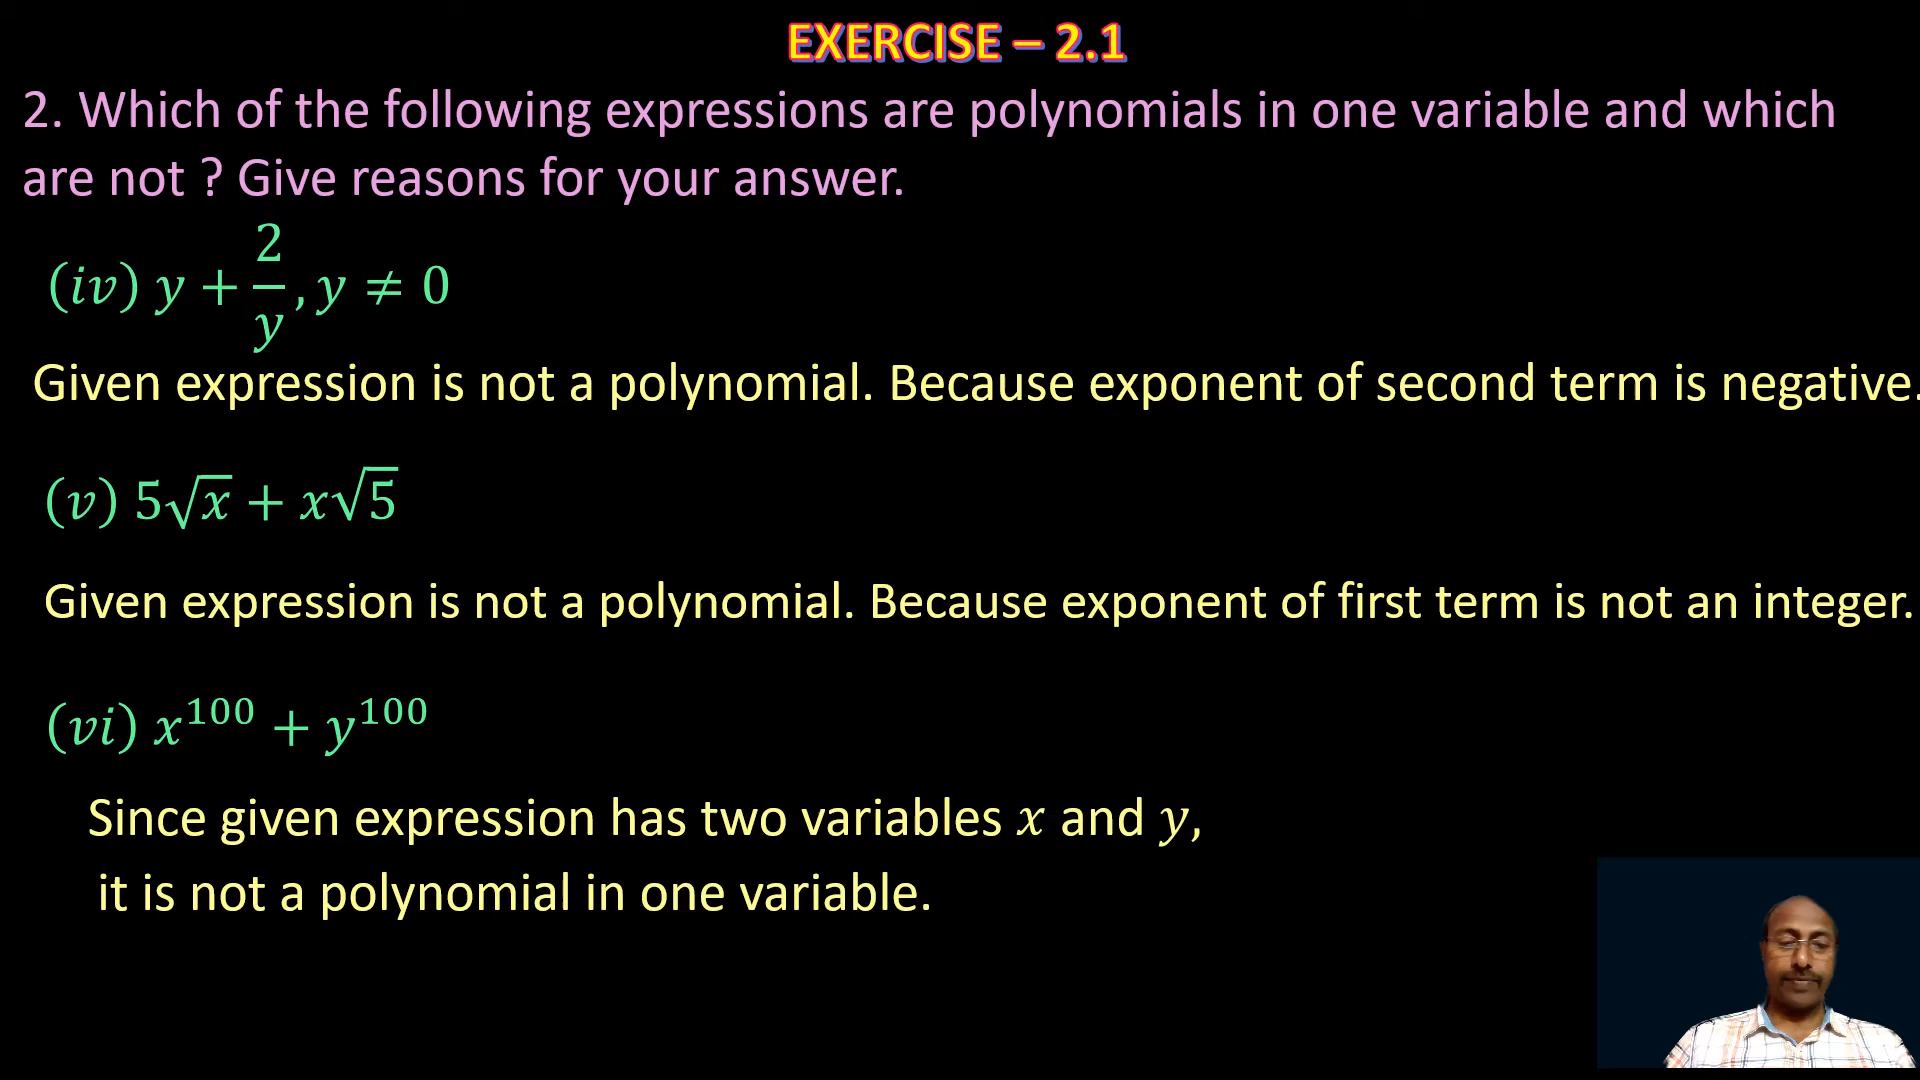 EXERCISE – 2.1
2. Which of the following expressions are polynomials in one variable and which
are not ? Give reasons for your answer.
(iv) y + 2/y , y ≠ 0
Given expression is not a polynomial. Because exponent of second term is negative.
(v) 5√x + x√5
Given expression is not a polynomial. Because exponent of first term is not an integer.
(vi) x¹⁰⁰ + y¹⁰⁰
Since given expression has two variables x and y,
it is not a polynomial in one variable.